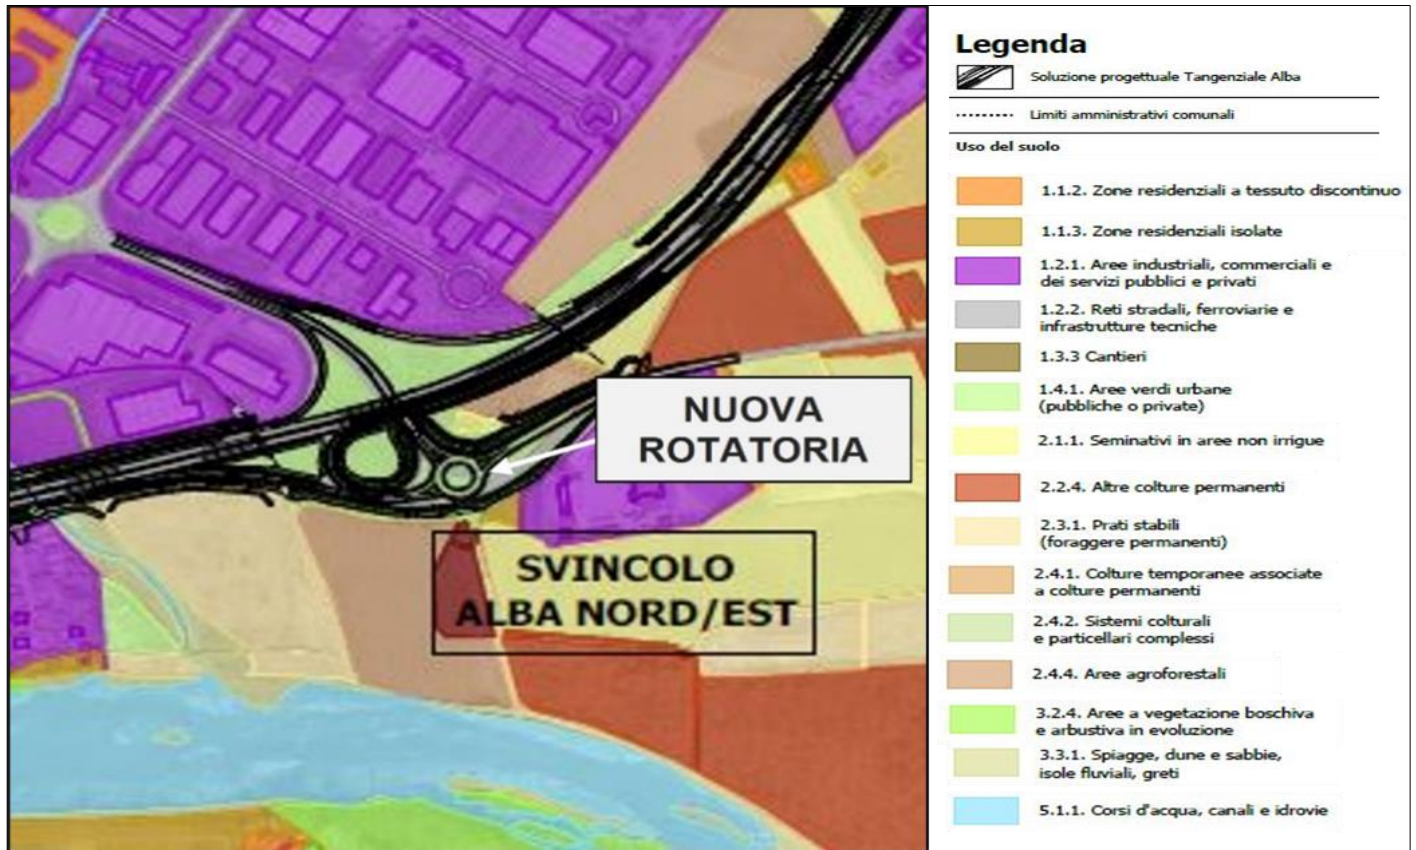 NUOVA
ROTATORIA
SVINCOLO
ALBA NORD/EST
Legenda
Soluzione progettuale Tangenziale Alba
Limiti amministrativi comunali
Uso del suolo
1.1.2. Zone residenziali a tessuto discontinuo
1.1.3. Zone residenziali isolate
1.2.1. Aree industriali, commerciali e
dei servizi pubblici e privati
1.2.2. Reti stradali, ferroviarie e
infrastrutture tecniche
1.3.3 Cantieri
1.4.1. Aree verdi urbane
(pubbliche o private)
2.1.1. Seminativi in aree non irrigue
2.2.4. Altre colture permanenti
2.3.1. Prati stabili
(foraggere permanenti)
2.4.1. Colture temporanee associate
a colture permanenti
2.4.2. Sistemi colturali
e particellari complessi
2.4.4. Aree agroforestali
3.2.4. Aree a vegetazione boschiva
e arbustiva in evoluzione
3.3.1. Spiagge, dune e sabbie,
isole fluviali, greti
5.1.1. Corsi d'acqua, canali e idrovie